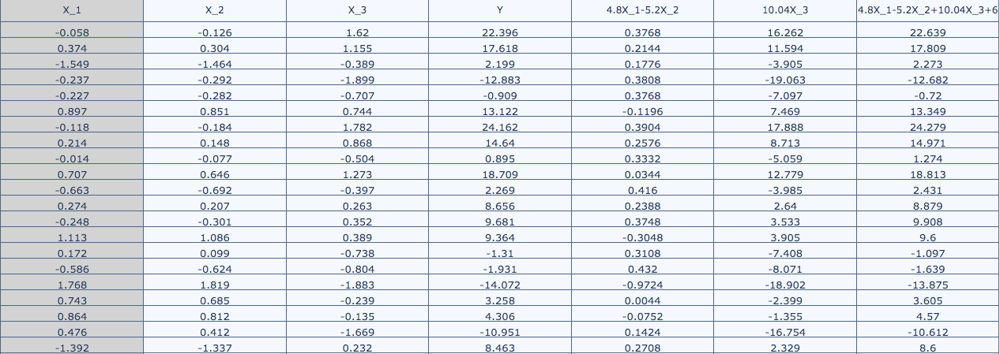 X_1 X_2 X_3 Y 4.8X_1-5.2X_2 10.04X_3 4.8X_1-5.2X_2+10.04X_3+6
-0.058 -0.126 1.62 22.396 0.3768 16.262 22.639
0.374 0.304 1.155 17.618 0.2144 11.594 17.809
-1.549 -1.464 -0.389 2.199 0.1776 -3.905 2.273
-0.237 -0.292 -1.899 -12.883 0.3808 -19.063 -12.682
-0.227 -0.282 -0.707 -0.909 0.3768 -7.097 -0.72
0.897 0.851 0.744 13.122 -0.1196 7.469 13.349
-0.118 -0.184 1.782 24.162 0.3904 17.888 24.279
0.214 0.148 0.868 14.64 0.2576 8.713 14.971
-0.014 -0.077 -0.504 0.895 0.3332 -5.059 1.274
0.707 0.646 1.273 18.709 0.0344 12.779 18.813
-0.663 -0.692 -0.397 2.269 0.416 -3.985 2.431
0.274 0.207 0.263 8.656 0.2388 2.64 8.879
-0.248 -0.301 0.352 9.681 0.3748 3.533 9.908
1.113 1.086 0.389 9.364 -0.3048 3.905 9.6
0.172 0.099 -0.738 -1.31 0.3108 -7.408 -1.097
-0.586 -0.624 -0.804 -1.931 0.432 -8.071 -1.639
1.768 1.819 -1.883 -14.072 -0.9724 -18.902 -13.875
0.743 0.685 -0.239 3.258 0.0044 -2.399 3.605
0.864 0.812 -0.135 4.306 -0.0752 -1.355 4.57
0.476 0.412 -1.669 -10.951 0.1424 -16.754 -10.612
-1.392 -1.337 0.232 8.463 0.2708 2.329 8.6